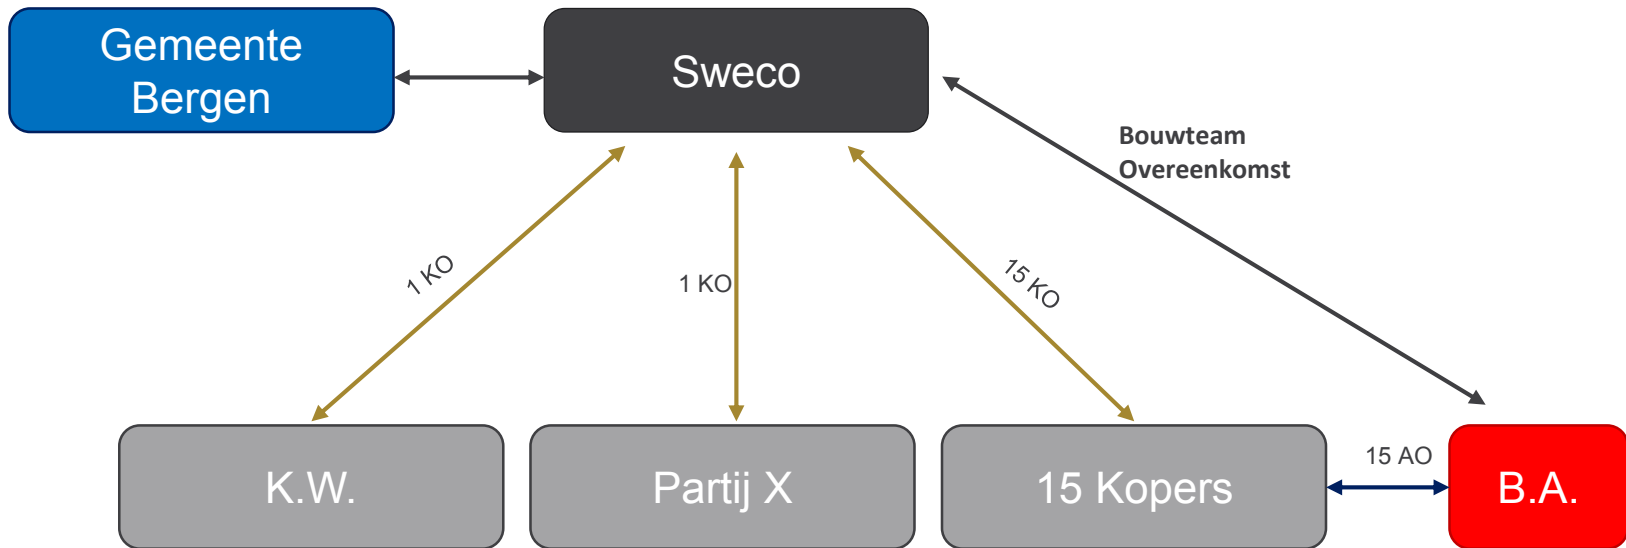 Gemeente
Bergen
Sweco
Bouwteam
Overeenkomst
1 KO
1 KO
15 KO
K.W.
Partij X
15 Kopers
15 AO
B.A.